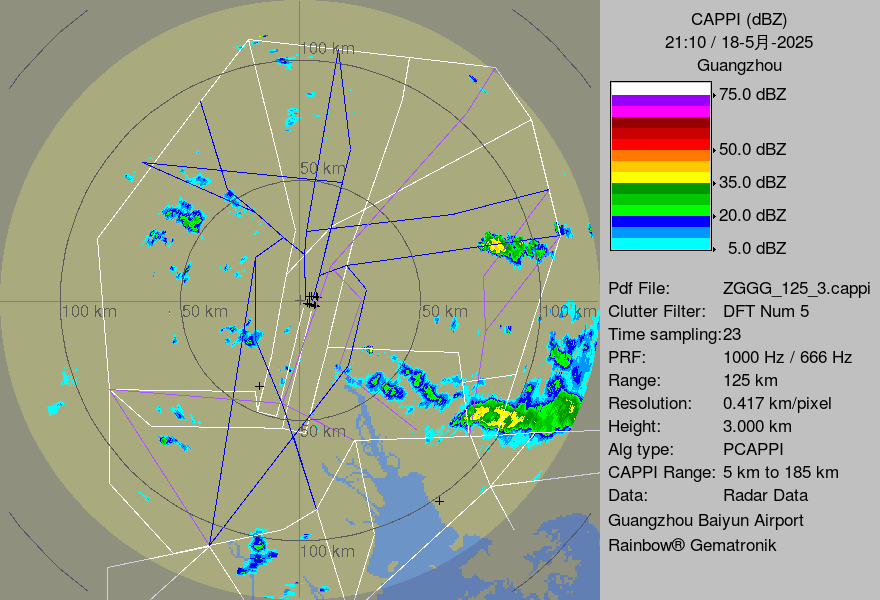 CAPPI (dBZ)
21:10 / 18-5月-2025
Guangzhou
75.0 dBZ
50.0 dBZ
35.0 dBZ
20.0 dBZ
5.0 dBZ
Pdf File: ZGGG_125_3.cappi
Clutter Filter: DFT Num 5
Time sampling:23
PRF: 1000 Hz / 666 Hz
Range: 125 km
Resolution: 0.417 km/pixel
Height: 3.000 km
Alg type: PCAPPI
CAPPI Range: 5 km to 185 km
Data: Radar Data
Guangzhou Baiyun Airport
Rainbow® Gematronik
100 km
50 km
100 km
50 km
50 km
100 km
50 km
100 km